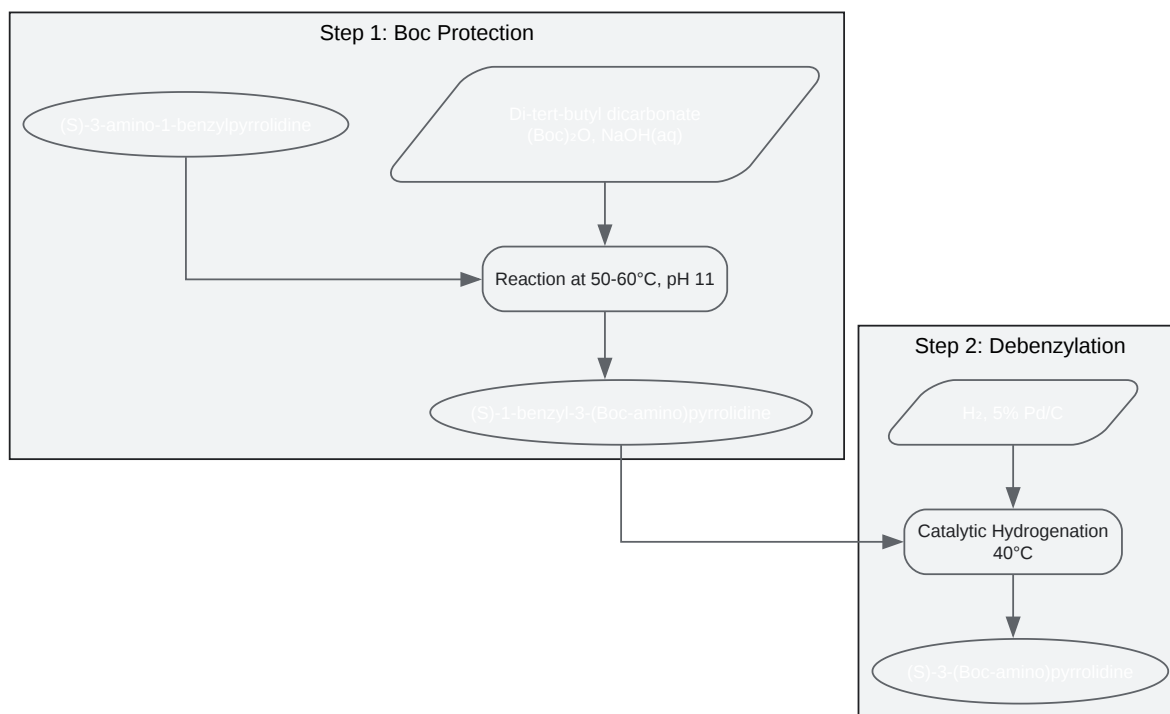 Step 1: Boc Protection
(S)-3-amino-1-benzylpyrrolidine
Di-tert-butyl dicarbonate
(Boc)₂O, NaOH(aq)
Reaction at 50-60°C, pH 11
(S)-1-benzyl-3-(Boc-amino)pyrrolidine
Step 2: Debenzylation
H₂, 5% Pd/C
Catalytic Hydrogenation
40°C
(S)-3-(Boc-amino)pyrrolidine